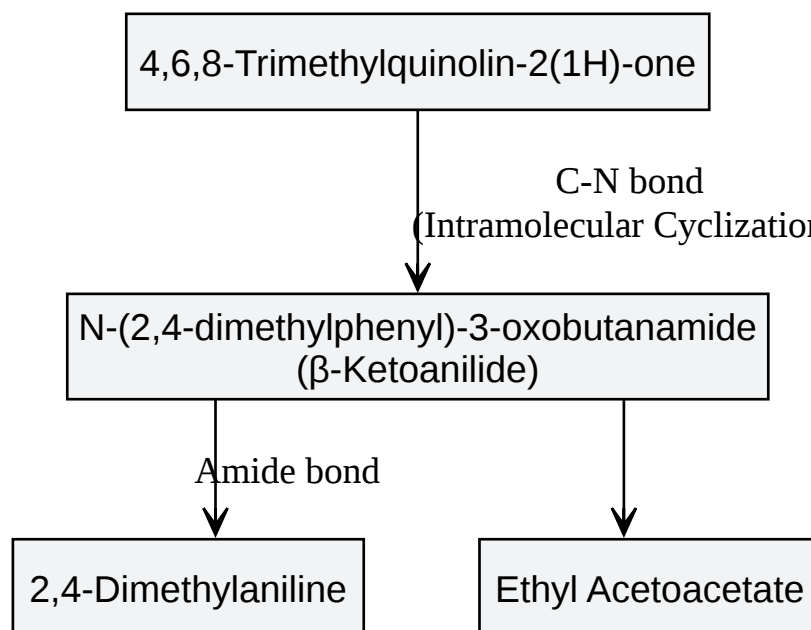 4,6,8-Trimethylquinolin-2(1H)-one
C-N bond
(Intramolecular Cyclization
N-(2,4-dimethylphenyl)-3-oxobutanamide
(β-Ketoanilide)
Amide bond
2,4-Dimethylaniline
Ethyl Acetoacetate